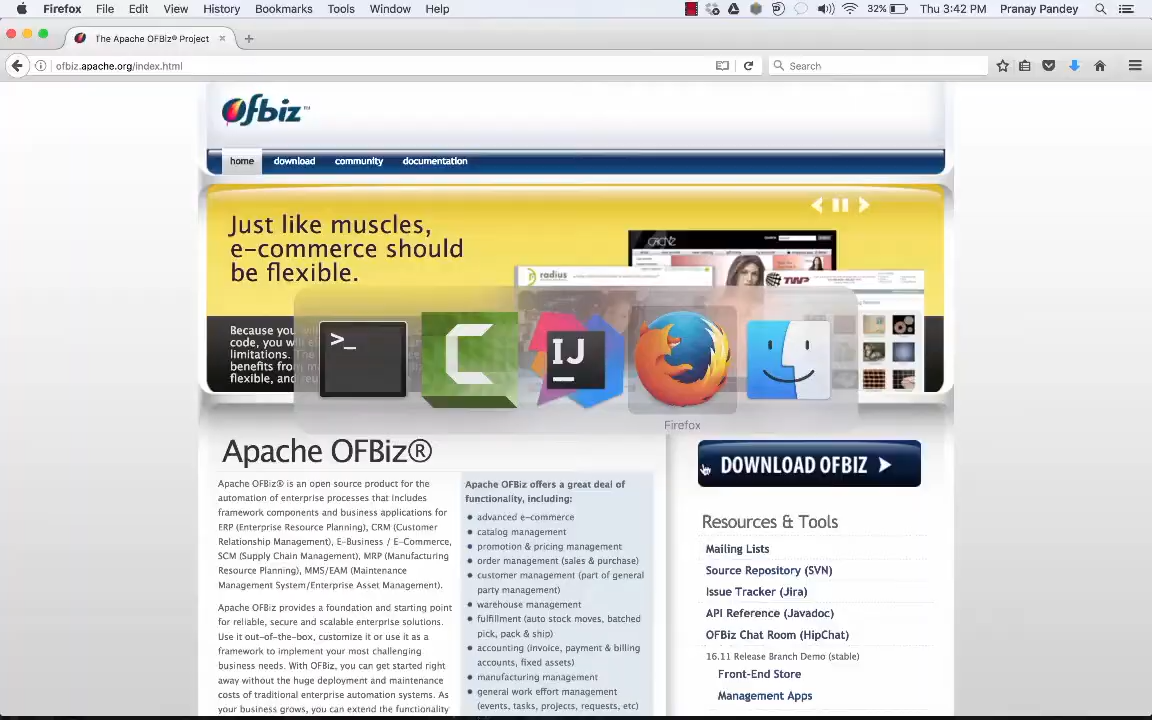 Firefox File Edit View History Bookmarks Tools Window Help 32% Thu 3:42 PM Pranay Pandey
The Apache OFBiz® Project
ofbiz.apache.org/index.html
Search
Ofbiz™
home download community documentation
Just like muscles,
e-commerce should
be flexible.
CACHE
radius
TWP
Because you
code, you will
limitations.
benefits from
flexible, and
>_
C
IJ
Firefox
Apache OFBiz®
DOWNLOAD OFBIZ
Apache OFBiz® is an open source product for the
automation of enterprise processes that includes
framework components and business applications for
ERP (Enterprise Resource Planning), CRM (Customer
Relationship Management), E-Business / E-Commerce,
SCM (Supply Chain Management), MRP (Manufacturing
Resource Planning), MMS/EAM (Maintenance
Management System/Enterprise Asset Management).
Apache OFBiz provides a foundation and starting point
for reliable, secure and scalable enterprise solutions.
Use it out-of-the-box, customize it or use it as a
framework to implement your most challenging
business needs. With OFBiz, you can get started right
away without the huge deployment and maintenance
costs of traditional enterprise automation systems. As
your business grows, you can extend the functionality
Apache OFBiz offers a great deal of
functionality, including:
advanced e-commerce
catalog management
promotion & pricing management
order management (sales & purchase)
customer management (part of general
party management)
warehouse management
fulfillment (auto stock moves, batched
pick, pack & ship)
accounting (invoice, payment & billing
accounts, fixed assets)
manufacturing management
general work effort management
(events, tasks, projects, requests, etc)
Resources & Tools
Mailing Lists
Source Repository (SVN)
Issue Tracker (Jira)
API Reference (Javadoc)
OFBiz Chat Room (HipChat)
16.11 Release Branch Demo (stable)
Front-End Store
Management Apps